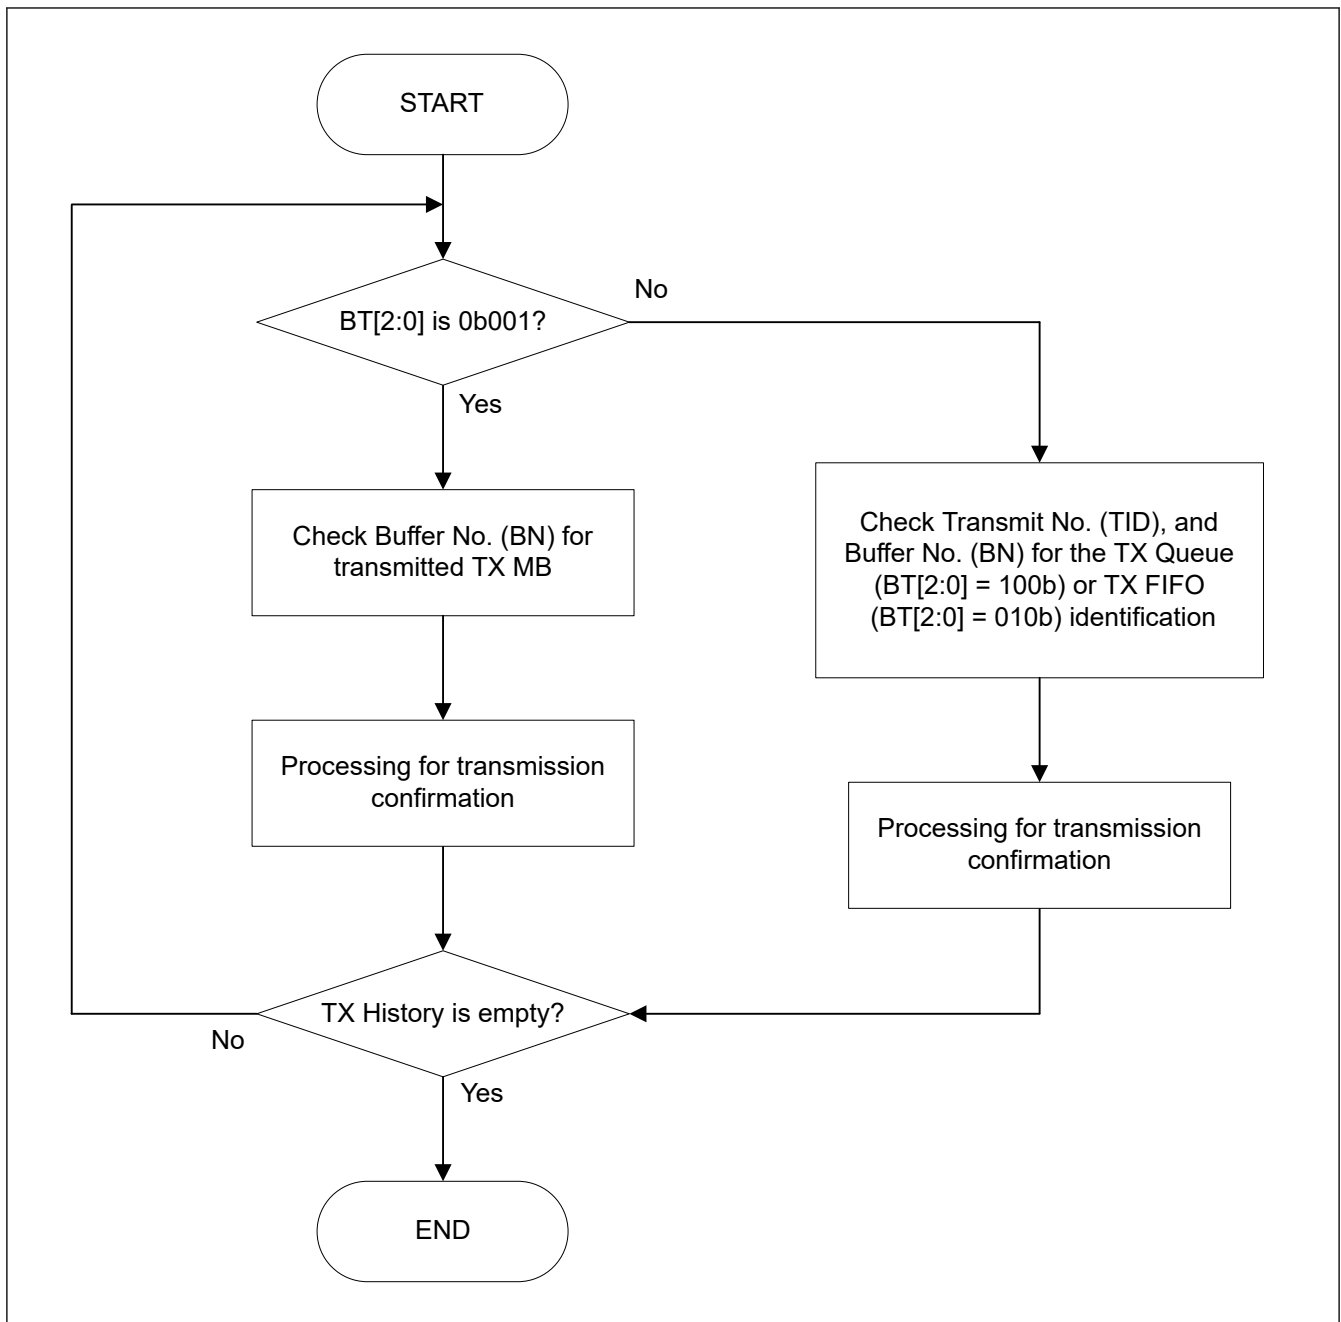 START
BT[2:0] is 0b001?
No
Yes
Check Buffer No. (BN) for
transmitted TX MB
Check Transmit No. (TID), and
Buffer No. (BN) for the TX Queue
(BT[2:0] = 100b) or TX FIFO
(BT[2:0] = 010b) identification
Processing for transmission
confirmation
Processing for transmission
confirmation
TX History is empty?
No
Yes
END